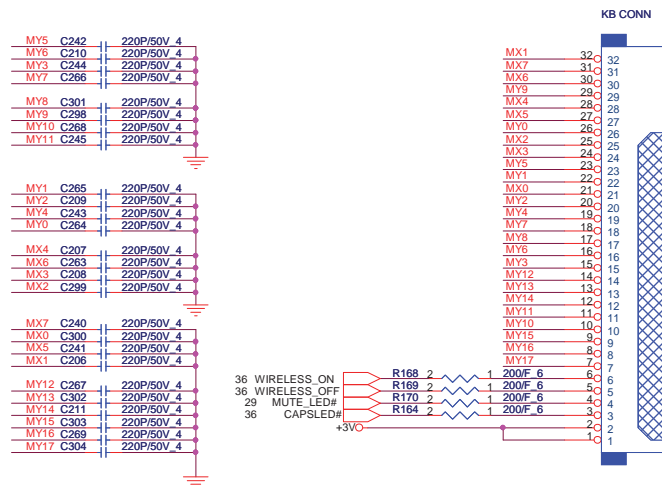 KB CONN
MY5 C242 220P/50V_4
MY6 C210 220P/50V_4
MY3 C244 220P/50V_4
MY7 C266 220P/50V_4
MY8 C301 220P/50V_4
MY9 C298 220P/50V_4
MY10 C268 220P/50V_4
MY11 C245 220P/50V_4
MY1 C265 220P/50V_4
MY2 C209 220P/50V_4
MY4 C243 220P/50V_4
MY0 C264 220P/50V_4
MX4 C207 220P/50V_4
MX6 C263 220P/50V_4
MX3 C208 220P/50V_4
MX2 C299 220P/50V_4
MX7 C240 220P/50V_4
MX0 C300 220P/50V_4
MX5 C241 220P/50V_4
MX1 C206 220P/50V_4
MY12 C267 220P/50V_4
MY13 C302 220P/50V_4
MY14 C211 220P/50V_4
MY15 C303 220P/50V_4
MY16 C269 220P/50V_4
MY17 C304 220P/50V_4
MX1 32 32
MX7 31 31
MX6 30 30
MY9 29 29
MX4 28 28
MX5 27 27
MY0 26 26
MX2 25 25
MX3 24 24
MY5 23 23
MY1 22 22
MX0 21 21
MY2 20 20
MY4 19 19
MY7 18 18
MY8 17 17
MY6 16 16
MY3 15 15
MY12 14 14
MY13 13 13
MY14 12 12
MY11 11 11
MY10 10 10
MY15 9 9
MY16 8 8
MY17 7 7
36 WIRELESS_ON R168 2 1 200/F_6 6 6
36 WIRELESS_OFF R169 2 1 200/F_6 5 5
29 MUTE_LED# R170 2 1 200/F_6 4 4
36 CAPSLED# R164 2 1 200/F_6 3 3
+3VO 2 2
1 1